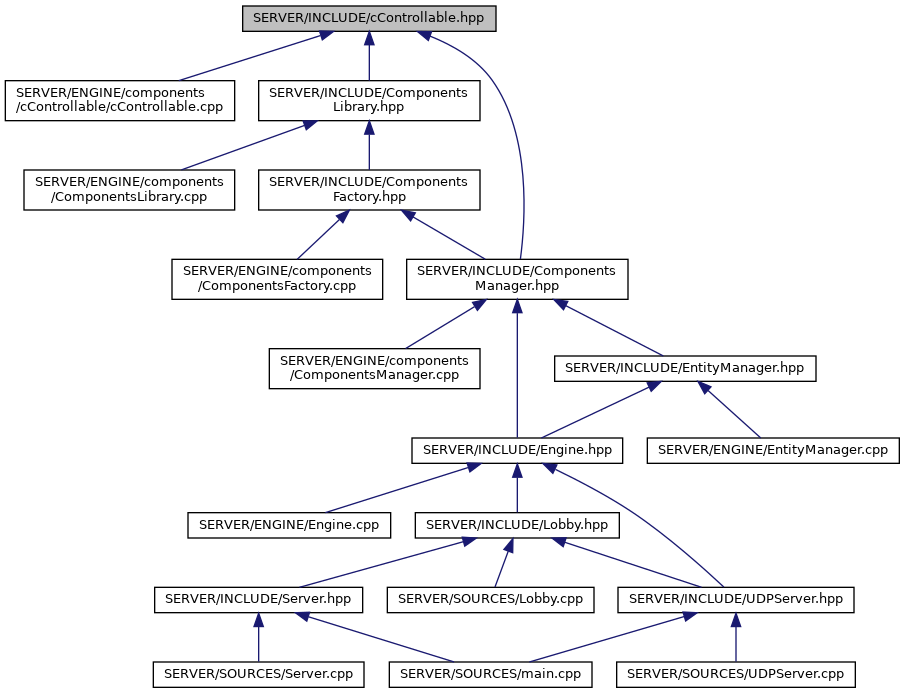 SERVER/INCLUDE/cControllable.hpp
SERVER/ENGINE/components
/cControllable/cControllable.cpp
SERVER/INCLUDE/Components
Library.hpp
SERVER/ENGINE/components
/ComponentsLibrary.cpp
SERVER/INCLUDE/Components
Factory.hpp
SERVER/ENGINE/components
/ComponentsFactory.cpp
SERVER/INCLUDE/Components
Manager.hpp
SERVER/ENGINE/components
/ComponentsManager.cpp
SERVER/INCLUDE/EntityManager.hpp
SERVER/INCLUDE/Engine.hpp
SERVER/ENGINE/EntityManager.cpp
SERVER/ENGINE/Engine.cpp
SERVER/INCLUDE/Lobby.hpp
SERVER/INCLUDE/Server.hpp
SERVER/SOURCES/Lobby.cpp
SERVER/INCLUDE/UDPServer.hpp
SERVER/SOURCES/Server.cpp
SERVER/SOURCES/main.cpp
SERVER/SOURCES/UDPServer.cpp